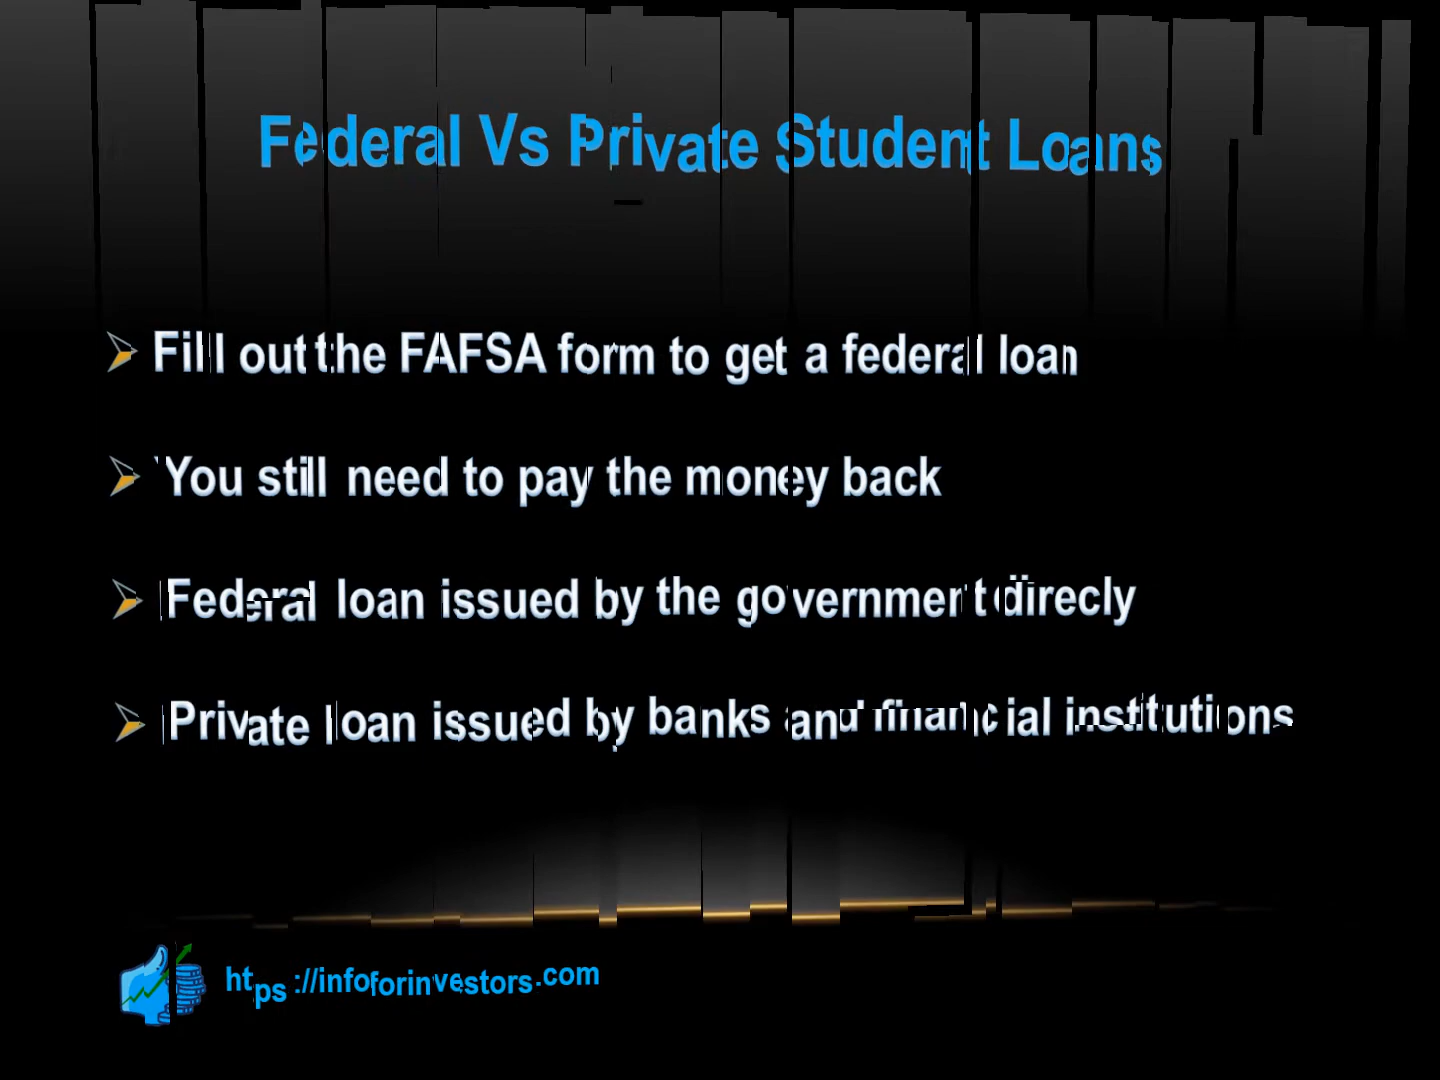 Federal Vs Private Student Loans
Fill out the FAFSA form to get a federal loan
You still need to pay the money back
Federal loan issued by the government direcly
Private loan issued by banks and financial institutions
https://infoforinvestors.com